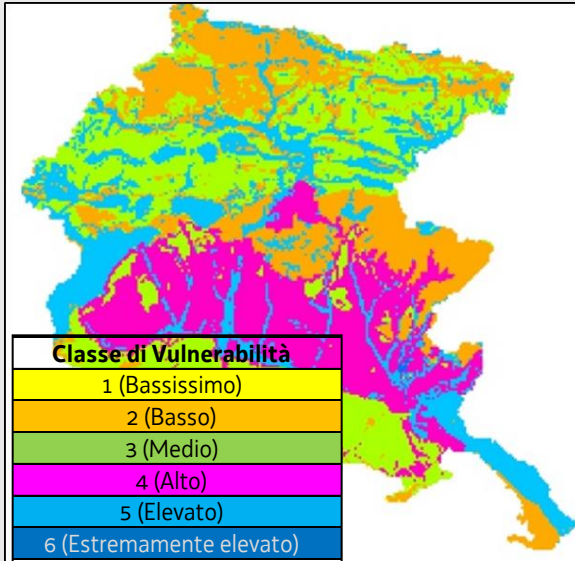 Classe di Vulnerabilità
1 (Bassissimo)
2 (Basso)
3 (Medio)
4 (Alto)
5 (Elevato)
6 (Estremamente elevato)